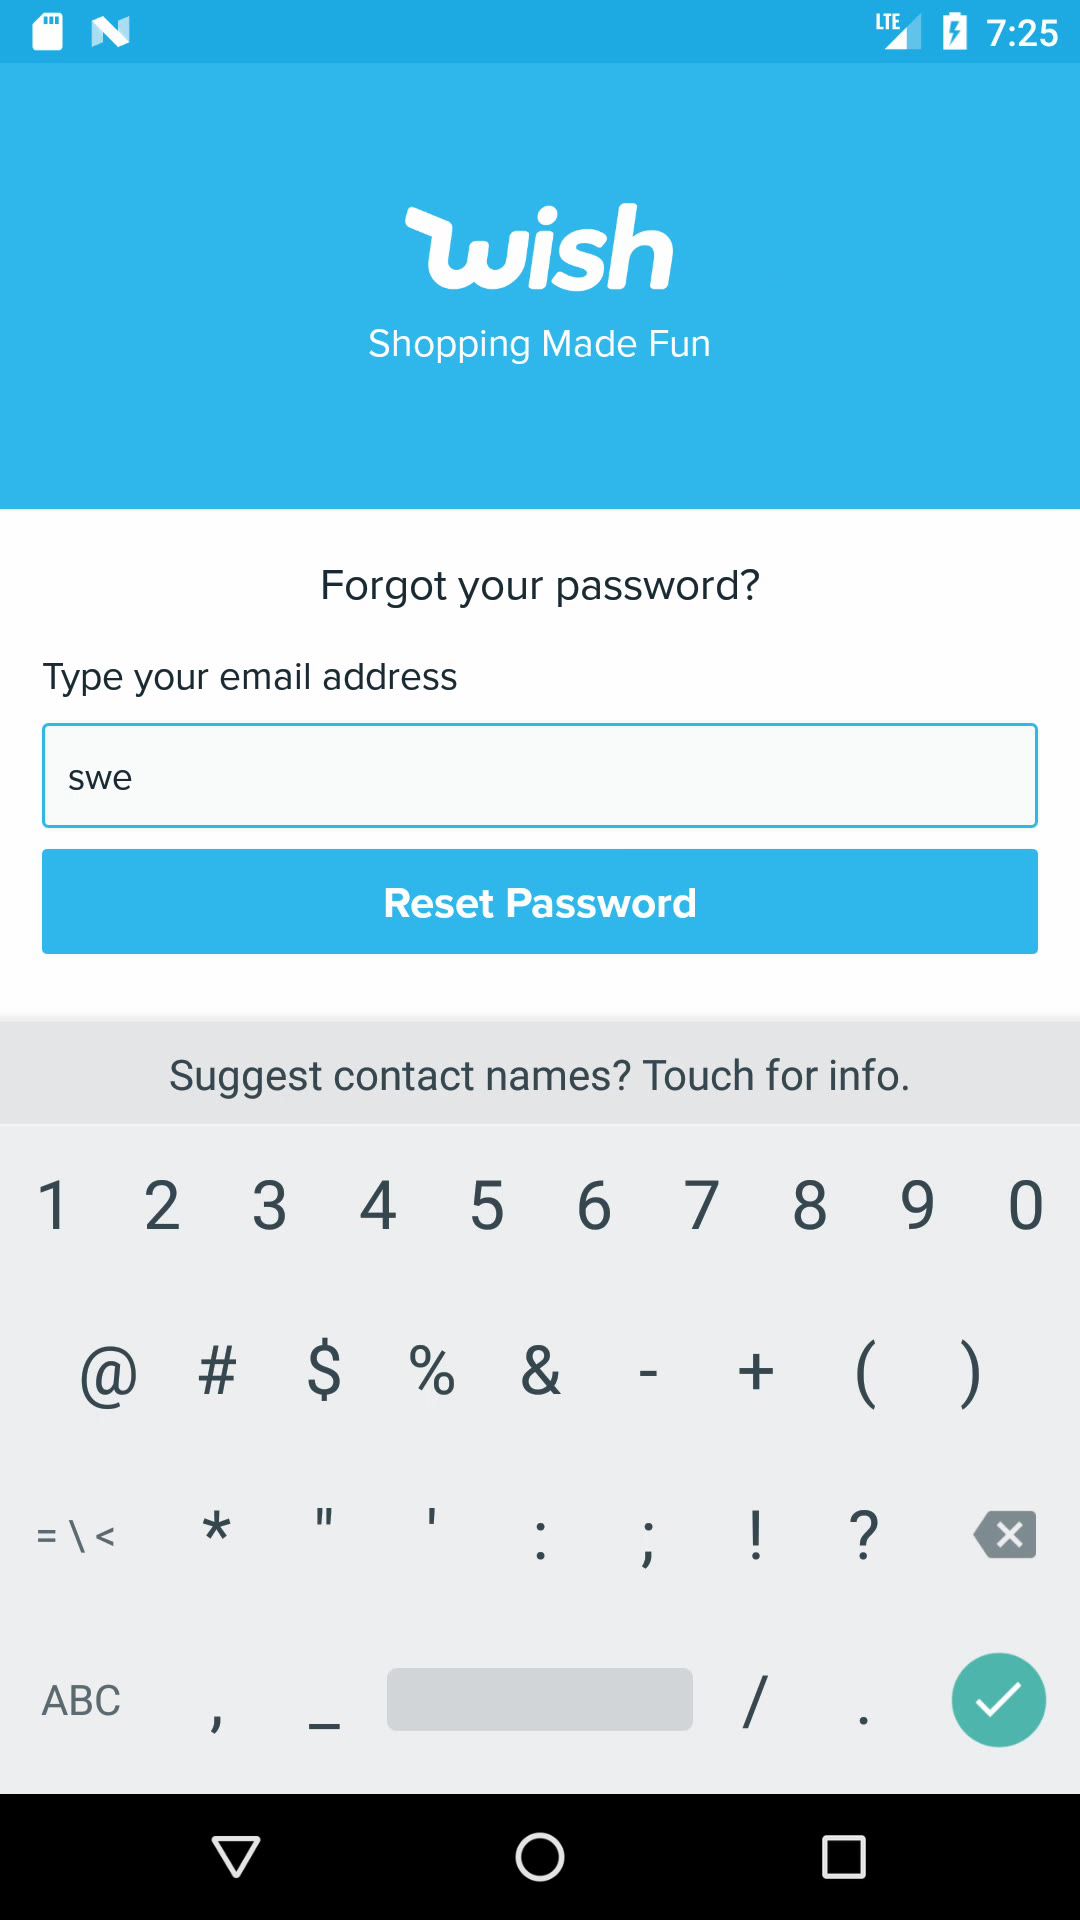 LTE 7:25
wish
Shopping Made Fun
Forgot your password?
Type your email address
swe
Reset Password
Suggest contact names? Touch for info.
1 2 3 4 5 6 7 8 9 0
@ # $ % & - + ( )
= \ < * " ' : ; ! ?
ABC , _ / .